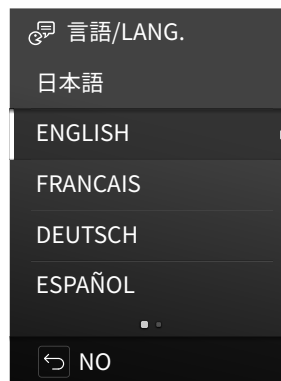 言語/LANG.
日本語
ENGLISH
FRANCAIS
DEUTSCH
ESPAÑOL
NO